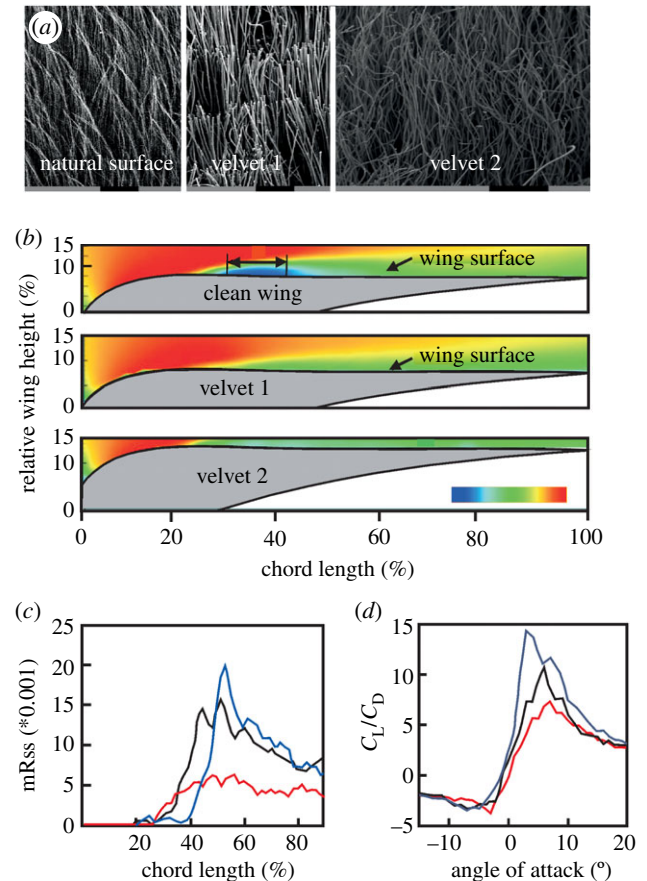 (a)
natural surface velvet 1 velvet 2
(b)
relative wing height (%)
15
10
0
wing surface
clean wing
15
10
0
wing surface
velvet 1
15
10
0
velvet 2
0 20 40 60 80 100
chord length (%)
(c)
mRss (*0.001)
25
20
15
10
5
0
20 40 60 80
chord length (%)
(d)
C_L/C_D
15
10
5
0
−5
−10 0 10 20
angle of attack (°)